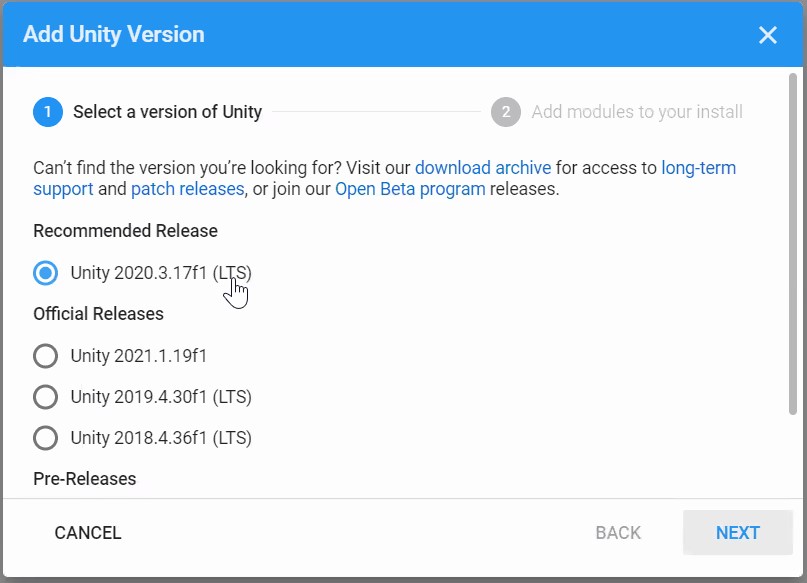 Add Unity Version
1 Select a version of Unity 2 Add modules to your install
Can't find the version you're looking for? Visit our download archive for access to long-term
support and patch releases, or join our Open Beta program releases.
Recommended Release
Unity 2020.3.17f1 (LTS)
Official Releases
Unity 2021.1.19f1
Unity 2019.4.30f1 (LTS)
Unity 2018.4.36f1 (LTS)
Pre-Releases
CANCEL BACK NEXT